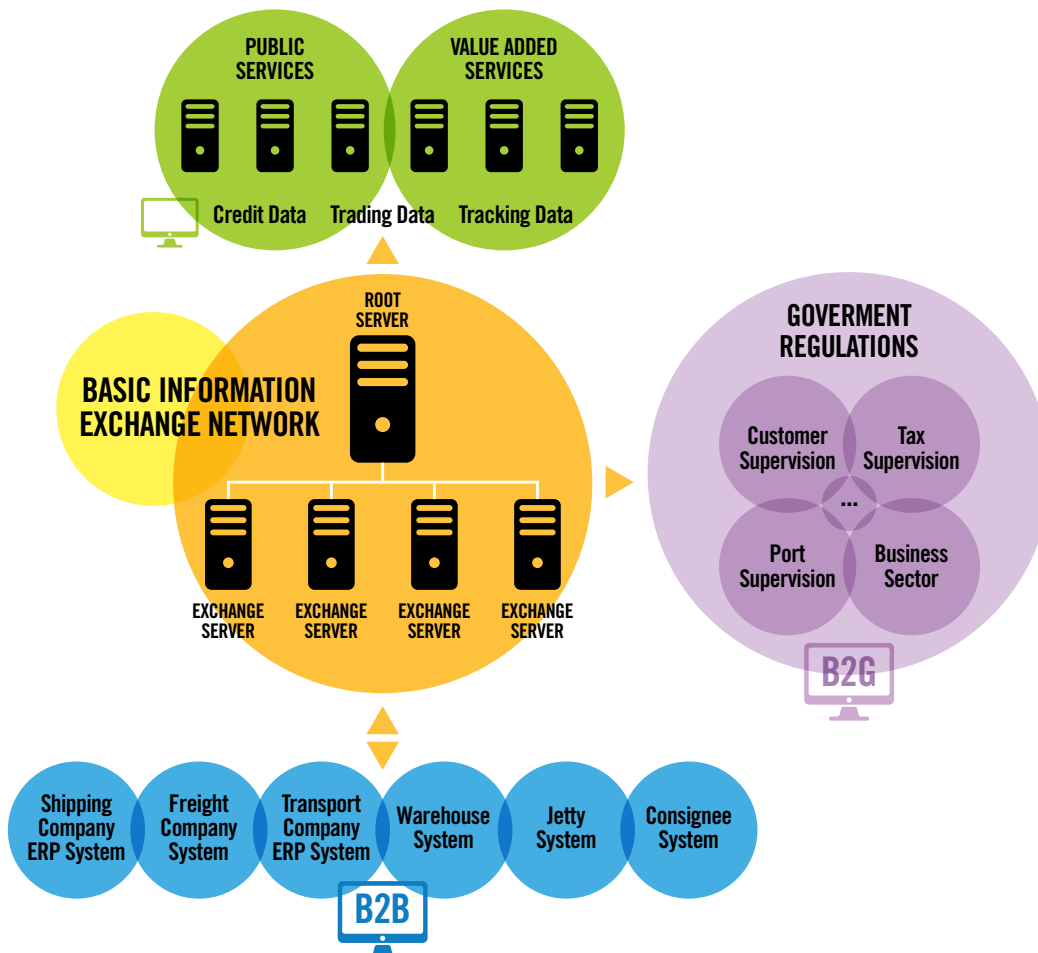 PUBLIC
SERVICES
VALUE ADDED
SERVICES
Credit Data
Trading Data
Tracking Data
ROOT
SERVER
BASIC INFORMATION
EXCHANGE NETWORK
EXCHANGE
SERVER
EXCHANGE
SERVER
EXCHANGE
SERVER
EXCHANGE
SERVER
GOVERMENT
REGULATIONS
Customer
Supervision
Tax
Supervision
...
Port
Supervision
Business
Sector
B2G
Shipping
Company
ERP System
Freight
Company
System
Transport
Company
ERP System
Warehouse
System
Jetty
System
Consignee
System
B2B